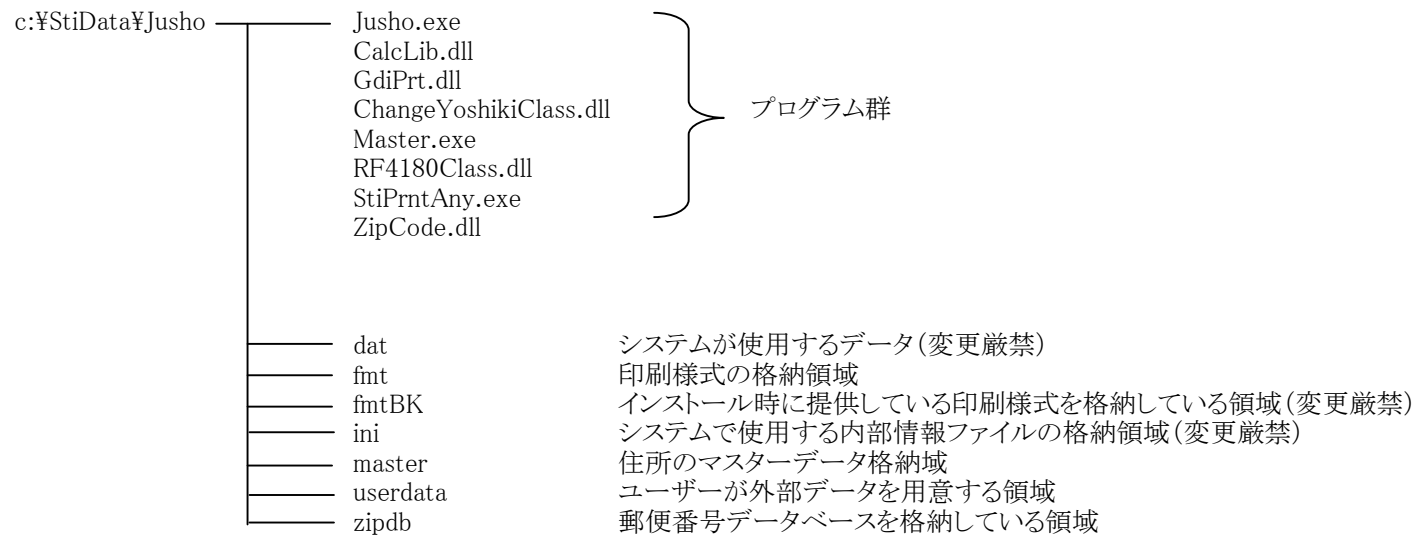 c:¥StiData¥Jusho Jusho.exe
CalcLib.dll
GdiPrt.dll
ChangeYoshikiClass.dll プログラム群
Master.exe
RF4180Class.dll
StiPrntAny.exe
ZipCode.dll
dat システムが使用するデータ(変更厳禁)
fmt 印刷様式の格納領域
fmtBK インストール時に提供している印刷様式を格納している領域(変更厳禁)
ini システムで使用する内部情報ファイルの格納領域(変更厳禁)
master 住所のマスターデータ格納域
userdata ユーザーが外部データを用意する領域
zipdb 郵便番号データベースを格納している領域